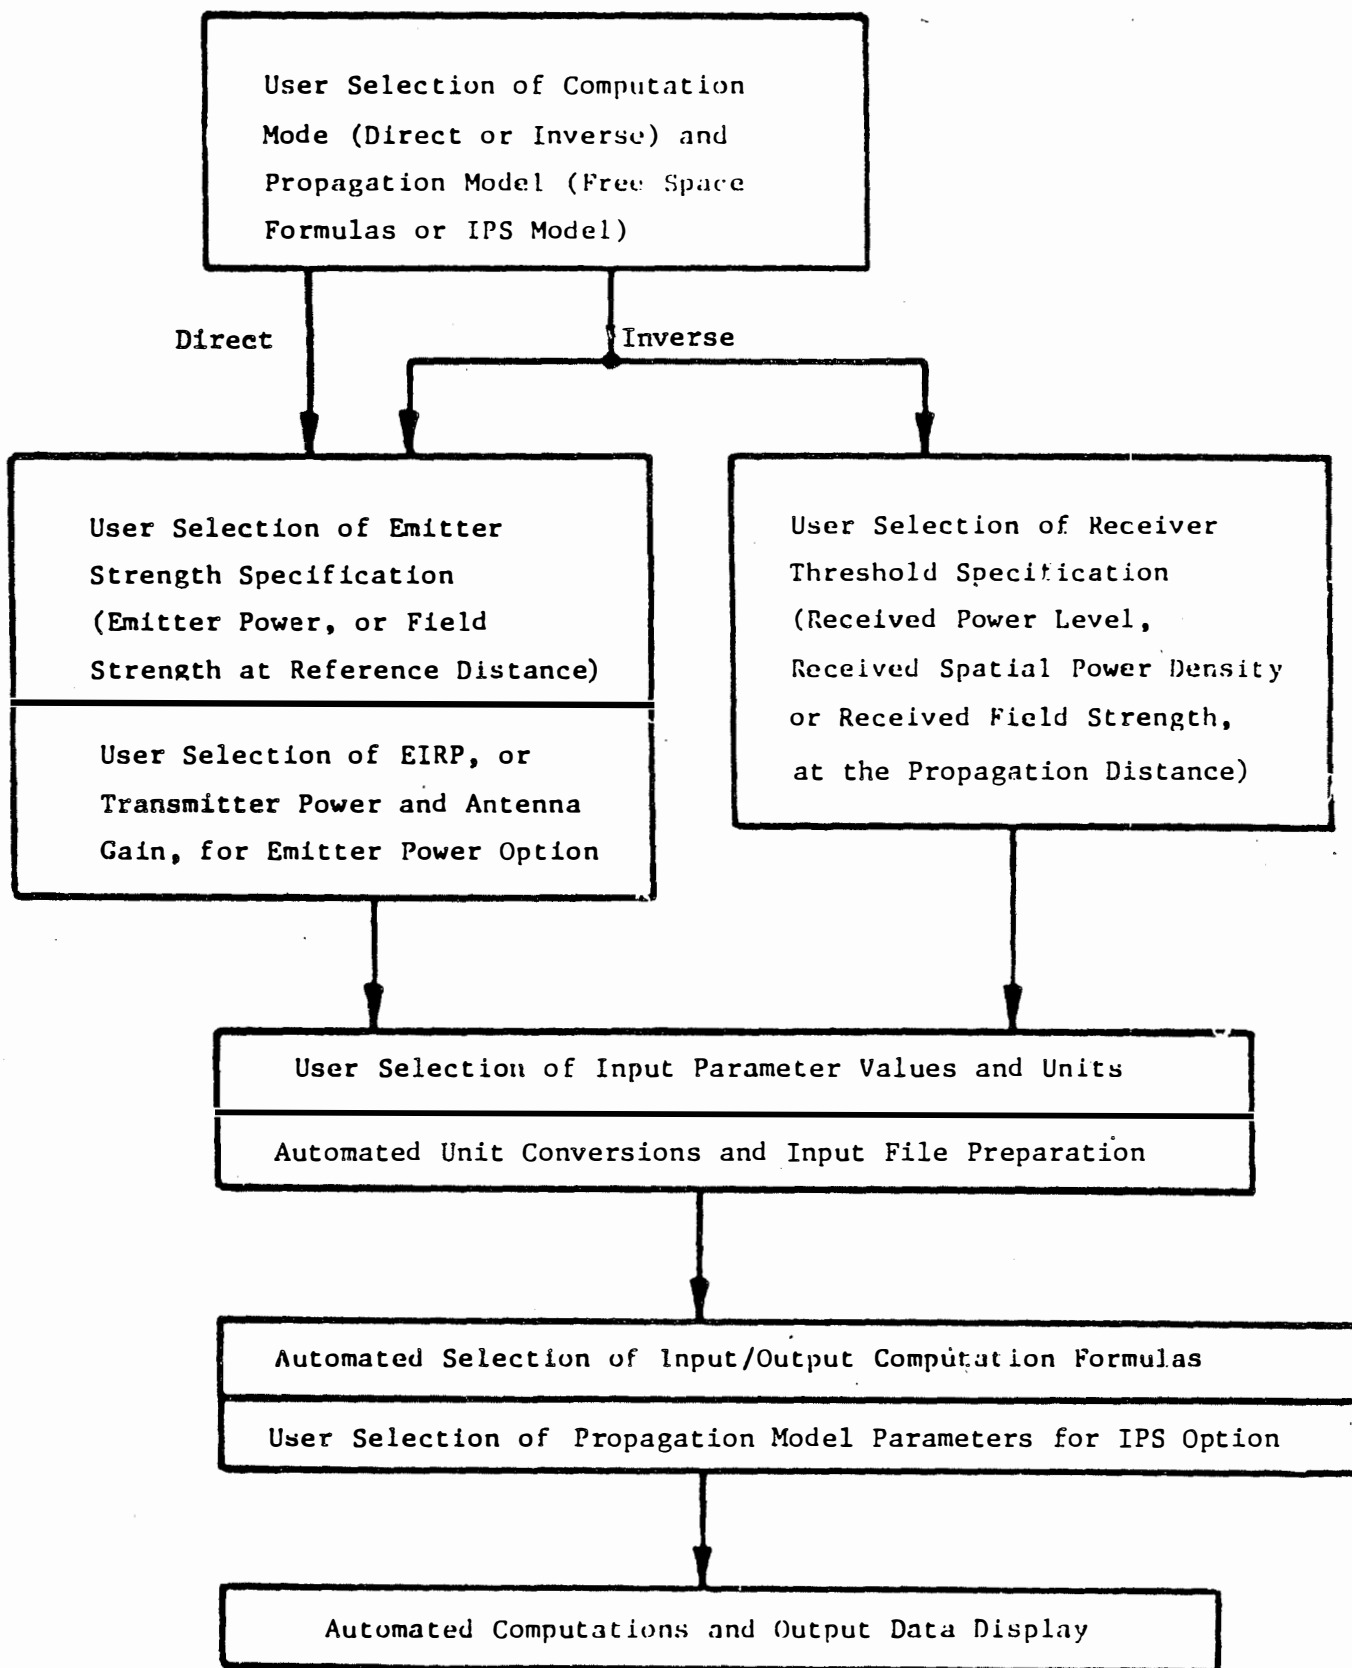 User Selection of Computation
Mode (Direct or Inverse) and
Propagation Model (Free Space
Formulas or IPS Model)
Direct
Inverse
User Selection of Emitter
Strength Specification
(Emitter Power, or Field
Strength at Reference Distance)
User Selection of EIRP, or
Transmitter Power and Antenna
Gain, for Emitter Power Option
User Selection of Receiver
Threshold Specification
(Received Power Level,
Received Spatial Power Density
or Received Field Strength,
at the Propagation Distance)
User Selection of Input Parameter Values and Units
Automated Unit Conversions and Input File Preparation
Automated Selection of Input/Output Computation Formulas
User Selection of Propagation Model Parameters for IPS Option
Automated Computations and Output Data Display